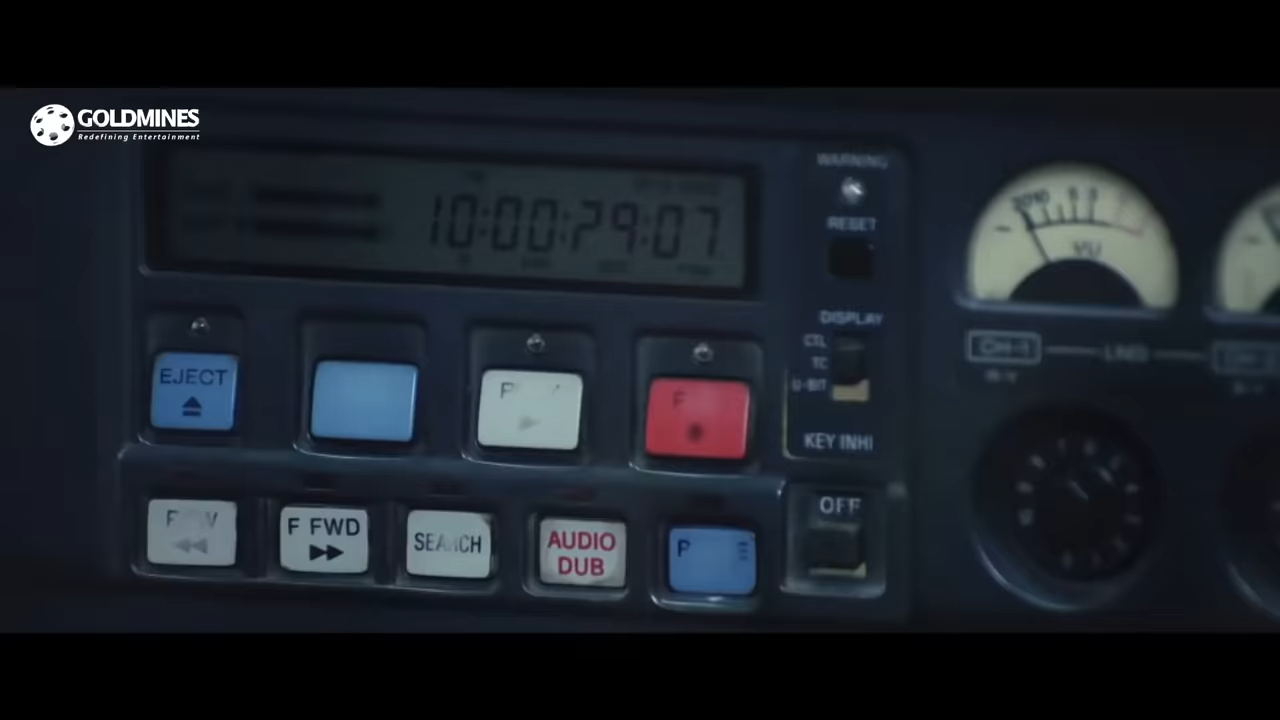 GOLDMINES
Redefining Entertainment
10:00:29:07
WARNING
RESET
DISPLAY
CTL
TC
U-BIT
KEY INHI
OFF
VU
CH-1
EJECT
F FWD
SEARCH
AUDIO
DUB